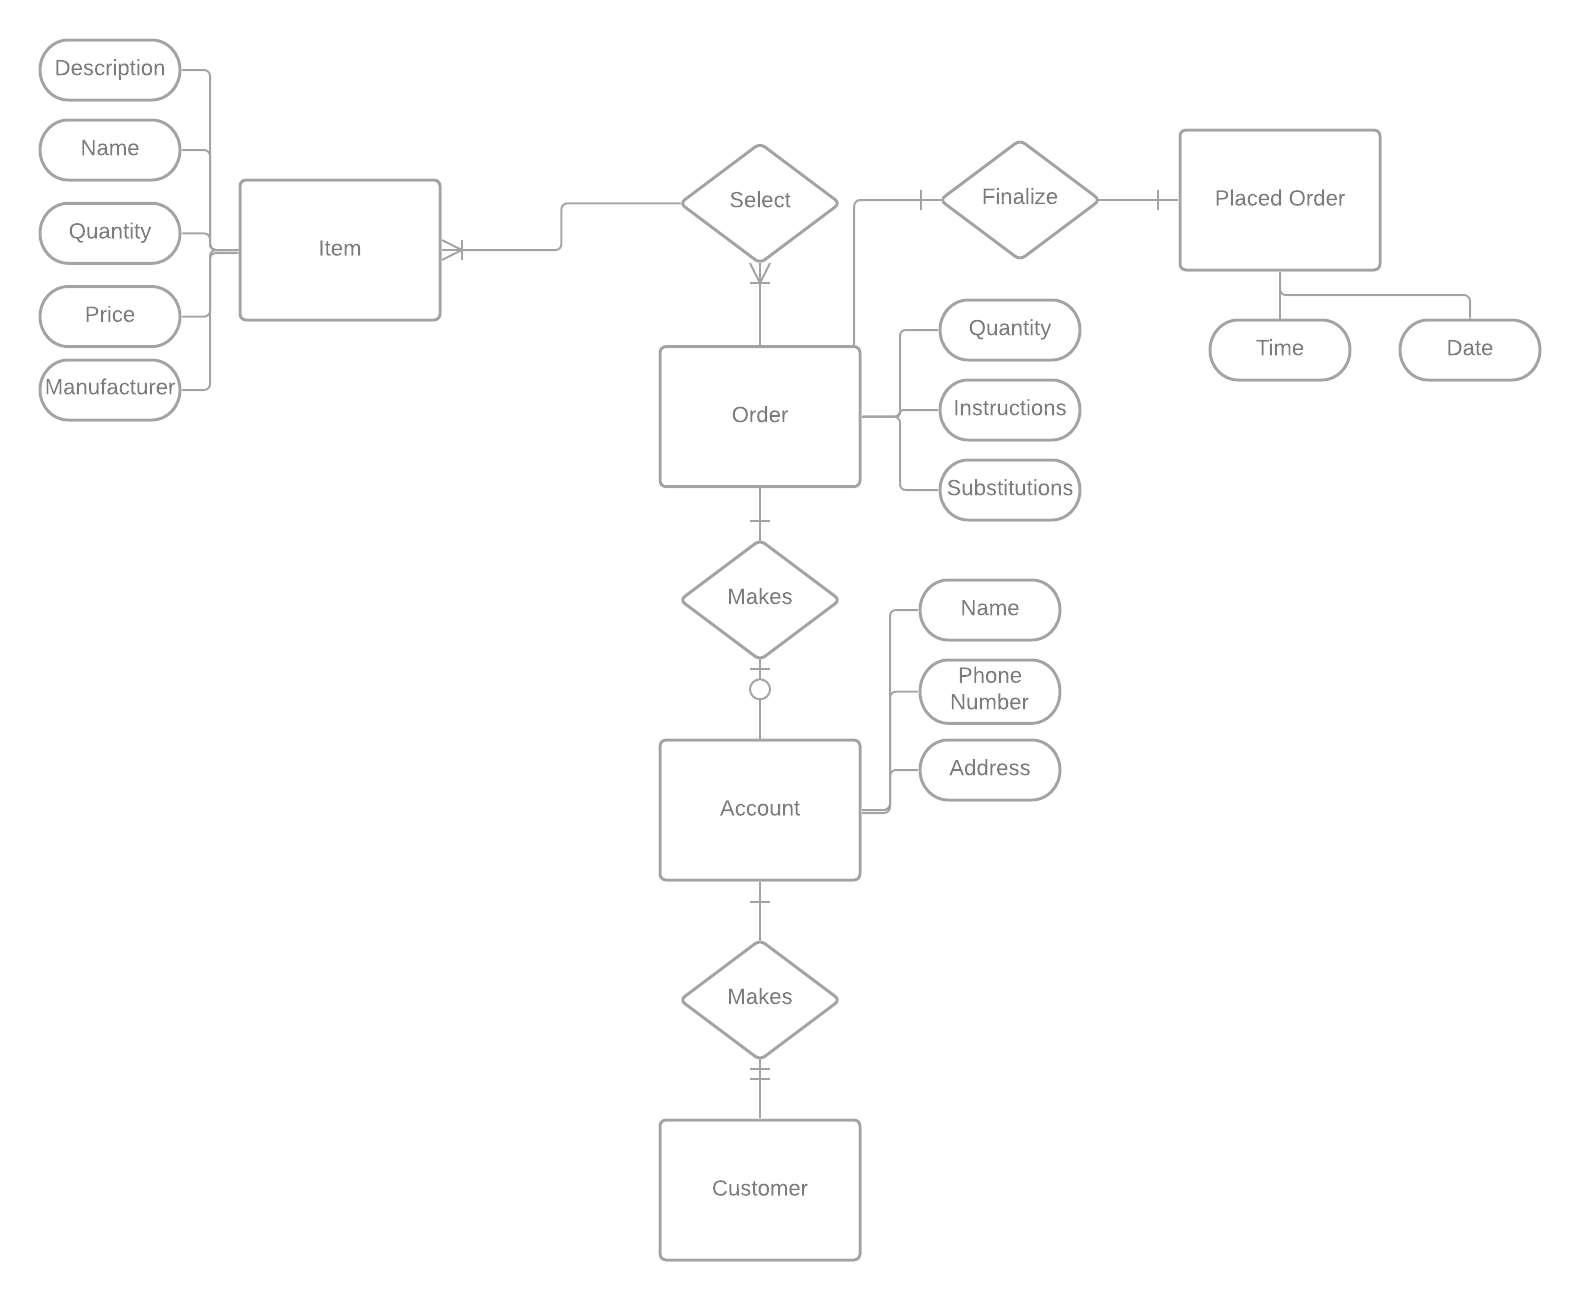 Description
Name
Quantity
Price
Manufacturer
Item
Select
Finalize
Placed Order
Time
Date
Order
Quantity
Instructions
Substitutions
Makes
Name
Phone
Number
Address
Account
Makes
Customer